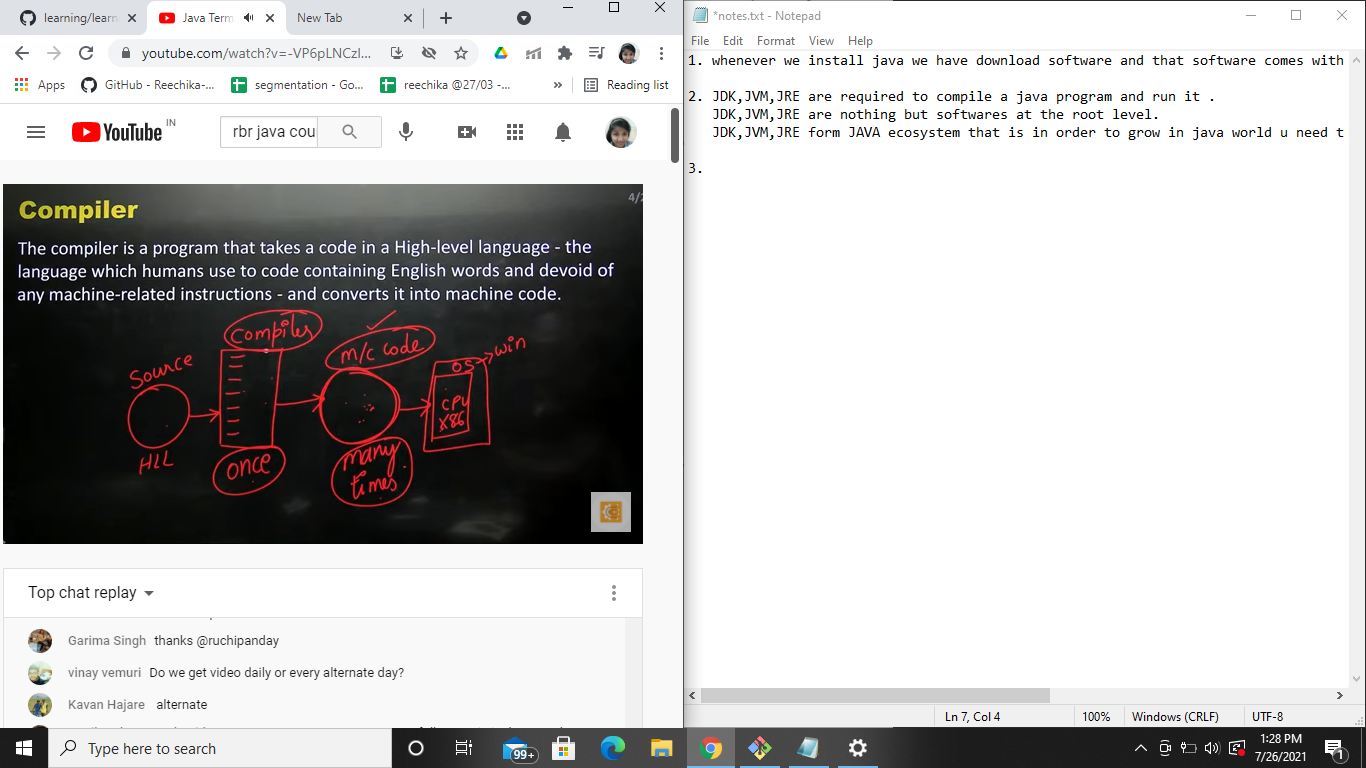 learning/learn
Java Term
New Tab
youtube.com/watch?v=-VP6pLNCzI...
Apps
GitHub - Reechika-...
segmentation - Go...
reechika @27/03 -...
»
Reading list
YouTube IN
rbr java cou
4/2
Compiler
The compiler is a program that takes a code in a High-level language - the
language which humans use to code containing English words and devoid of
any machine-related instructions - and converts it into machine code.
Source
HLL
Compiles
once
m/c code
many
times
OS → win
CPU
X86
Top chat replay
Garima Singh thanks @ruchipanday
vinay vemuri Do we get video daily or every alternate day?
Kavan Hajare alternate
*notes.txt - Notepad
File Edit Format View Help
1. whenever we install java we have download software and that software comes with
2. JDK,JVM,JRE are required to compile a java program and run it .
JDK,JVM,JRE are nothing but softwares at the root level.
JDK,JVM,JRE form JAVA ecosystem that is in order to grow in java world u need t
3.
Ln 7, Col 4
100%
Windows (CRLF)
UTF-8
Type here to search
99+
1:28 PM
7/26/2021
1